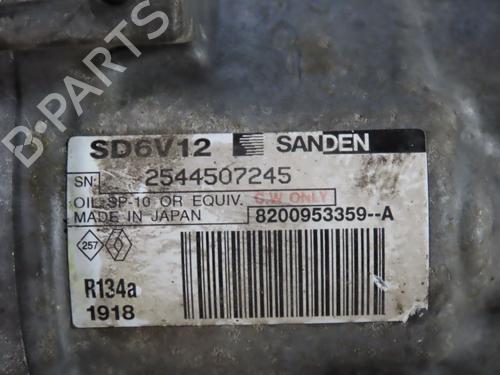 B-PARTS
SD6V12 SANDEN
SN: 2544507245
OIL: SP-10 OR EQUIV. C.W ONLY
MADE IN JAPAN 8200953359--A
257
R134a
1918